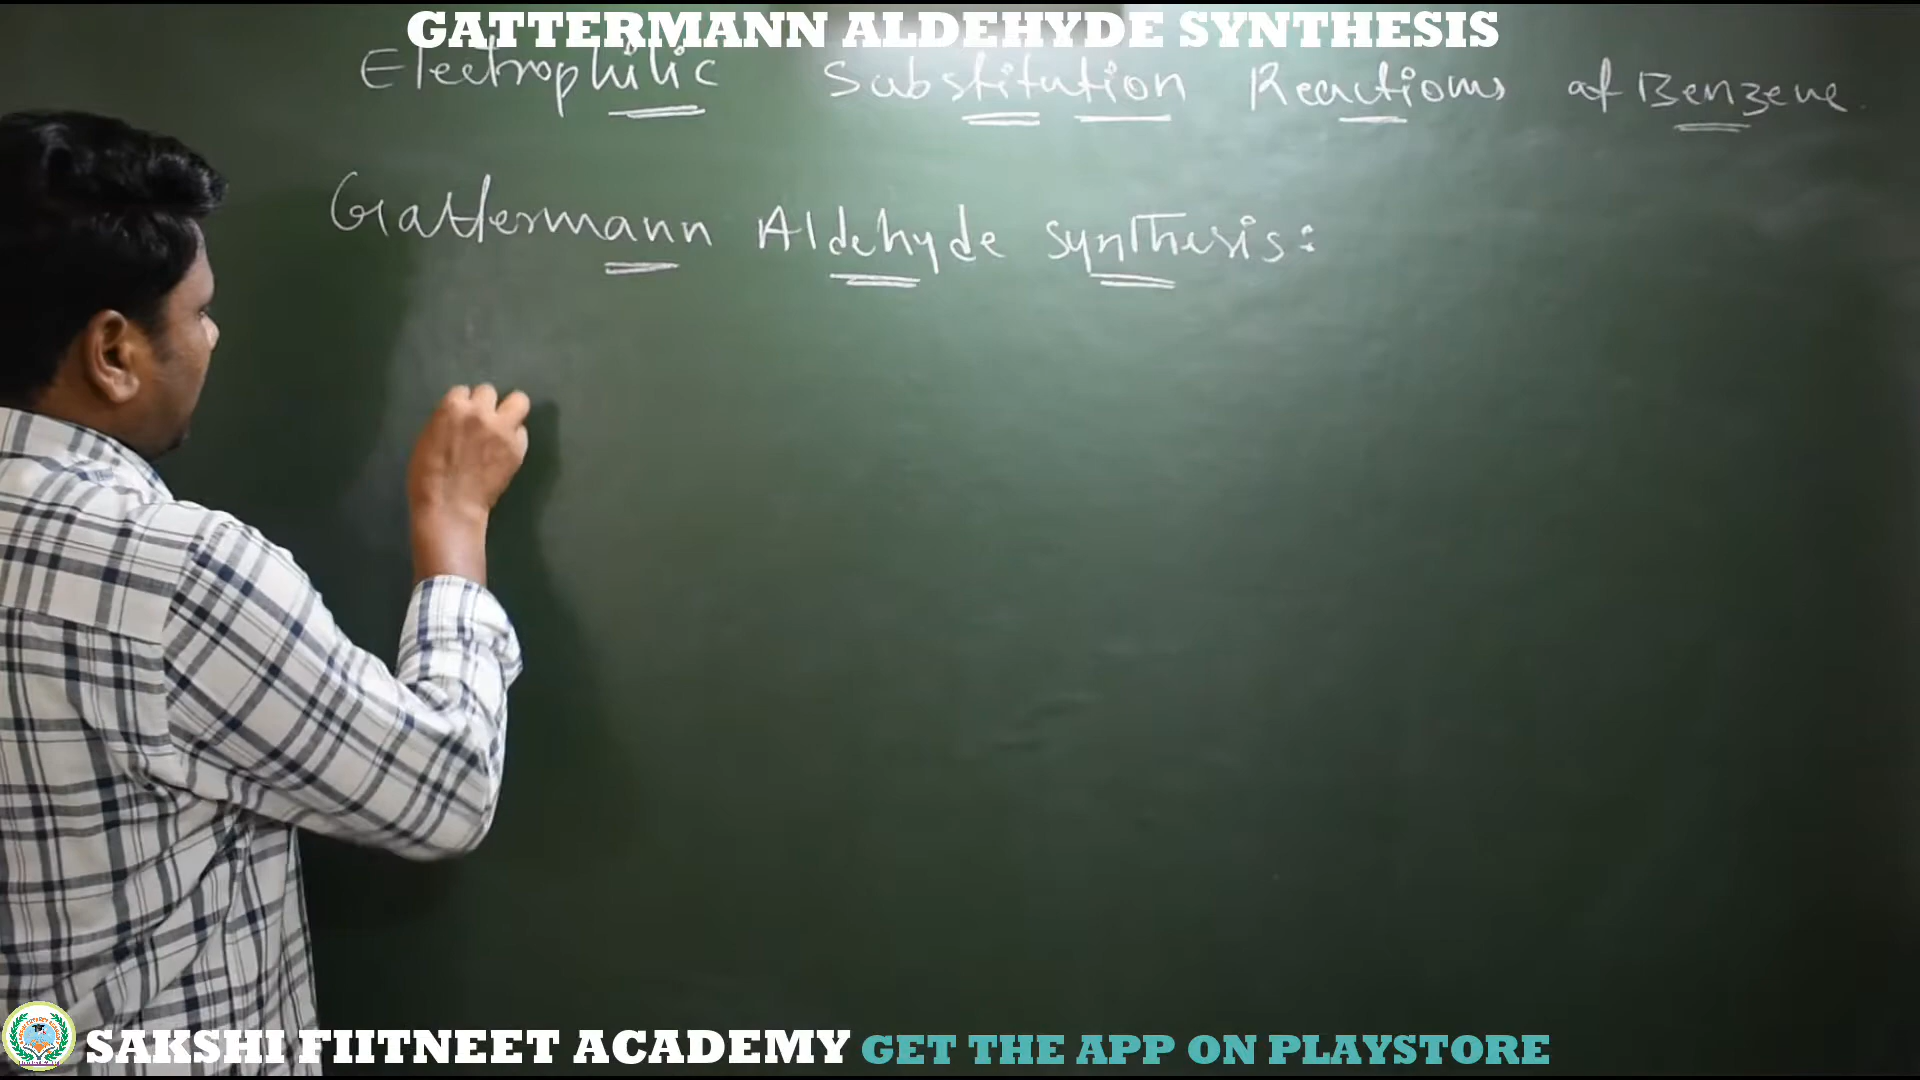 GATTERMANN ALDEHYDE SYNTHESIS
Electrophilic Substitution Reactions of Benzene.
Gattermann Aldehyde synthesis:
SAKSHI FIITNEET ACADEMY GET THE APP ON PLAYSTORE